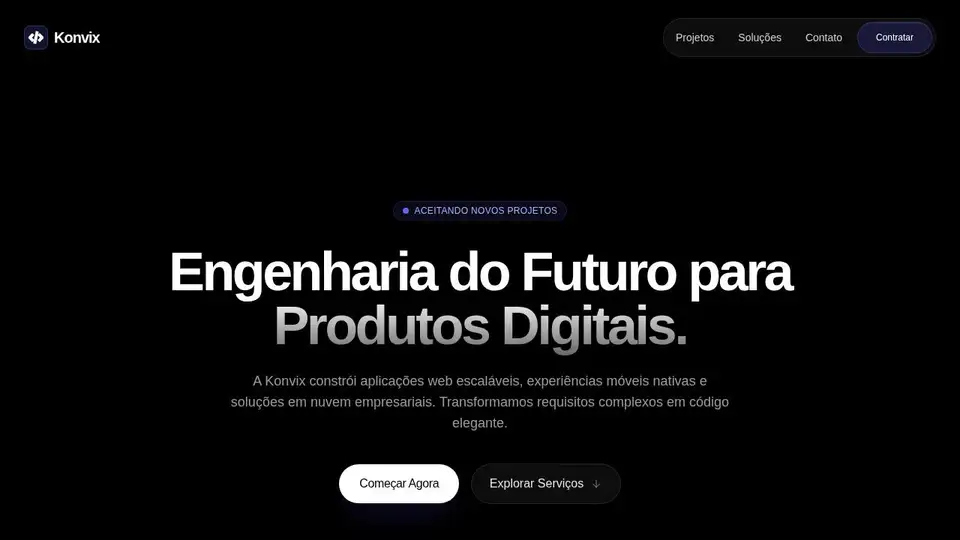 Konvix
Projetos
Soluções
Contato
Contratar
ACEITANDO NOVOS PROJETOS
Engenharia do Futuro para
Produtos Digitais.
A Konvix constrói aplicações web escaláveis, experiências móveis nativas e
soluções em nuvem empresariais. Transformamos requisitos complexos em código
elegante.
Começar Agora
Explorar Serviços ↓